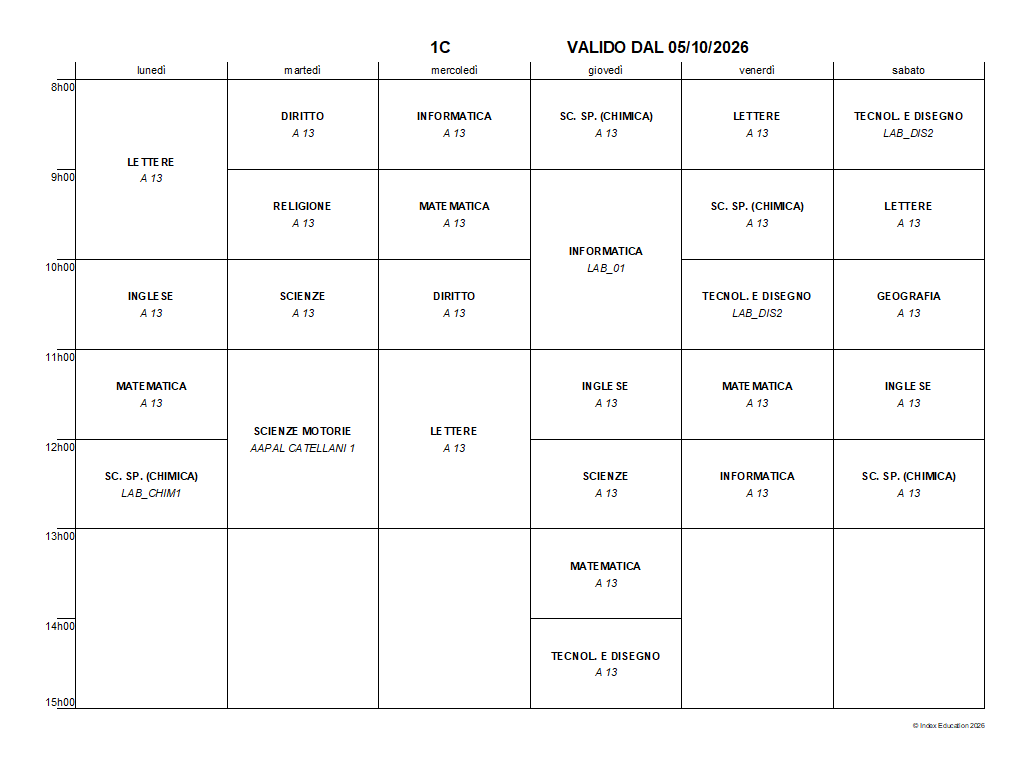 1C VALIDO DAL 05/10/2026
lunedì martedì mercoledì giovedì venerdì sabato
8h00
DIRITTO INFORMATICA SC. SP. (CHIMICA) LETTERE TECNOL. E DISEGNO
A 13 A 13 A 13 A 13 LAB_DIS2
LETTERE
9h00 A 13
RELIGIONE MATEMATICA SC. SP. (CHIMICA) LETTERE
A 13 A 13 A 13 A 13
INFORMATICA
10h00 LAB_01
INGLESE SCIENZE DIRITTO TECNOL. E DISEGNO GEOGRAFIA
A 13 A 13 A 13 LAB_DIS2 A 13
11h00
MATEMATICA INGLESE MATEMATICA INGLESE
A 13 A 13 A 13 A 13
SCIENZE MOTORIE LETTERE
12h00 AAPAL CATELLANI 1 A 13
SC. SP. (CHIMICA) SCIENZE INFORMATICA SC. SP. (CHIMICA)
LAB_CHIM1 A 13 A 13 A 13
13h00
MATEMATICA
A 13
14h00
TECNOL. E DISEGNO
A 13
15h00
© Index Education 2026